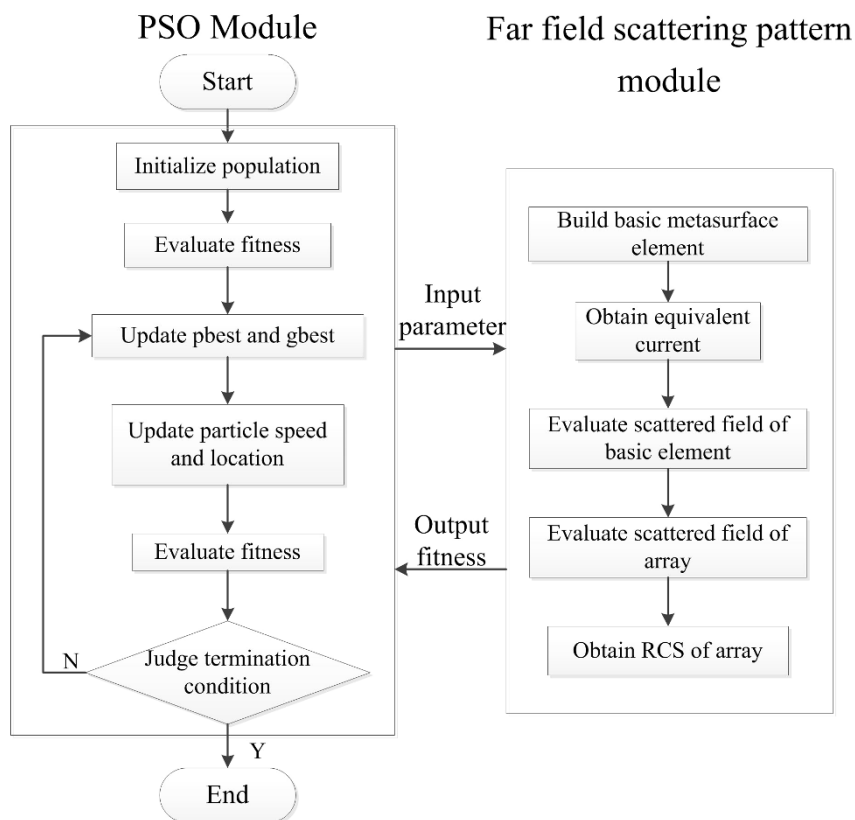 PSO Module
Start
Initialize population
Evaluate fitness
Update pbest and gbest
Update particle speed
and location
Evaluate fitness
Judge termination
condition
N
Y
End
Input
parameter
Output
fitness
Far field scattering pattern
module
Build basic metasurface
element
Obtain equivalent
current
Evaluate scattered field of
basic element
Evaluate scattered field of
array
Obtain RCS of array